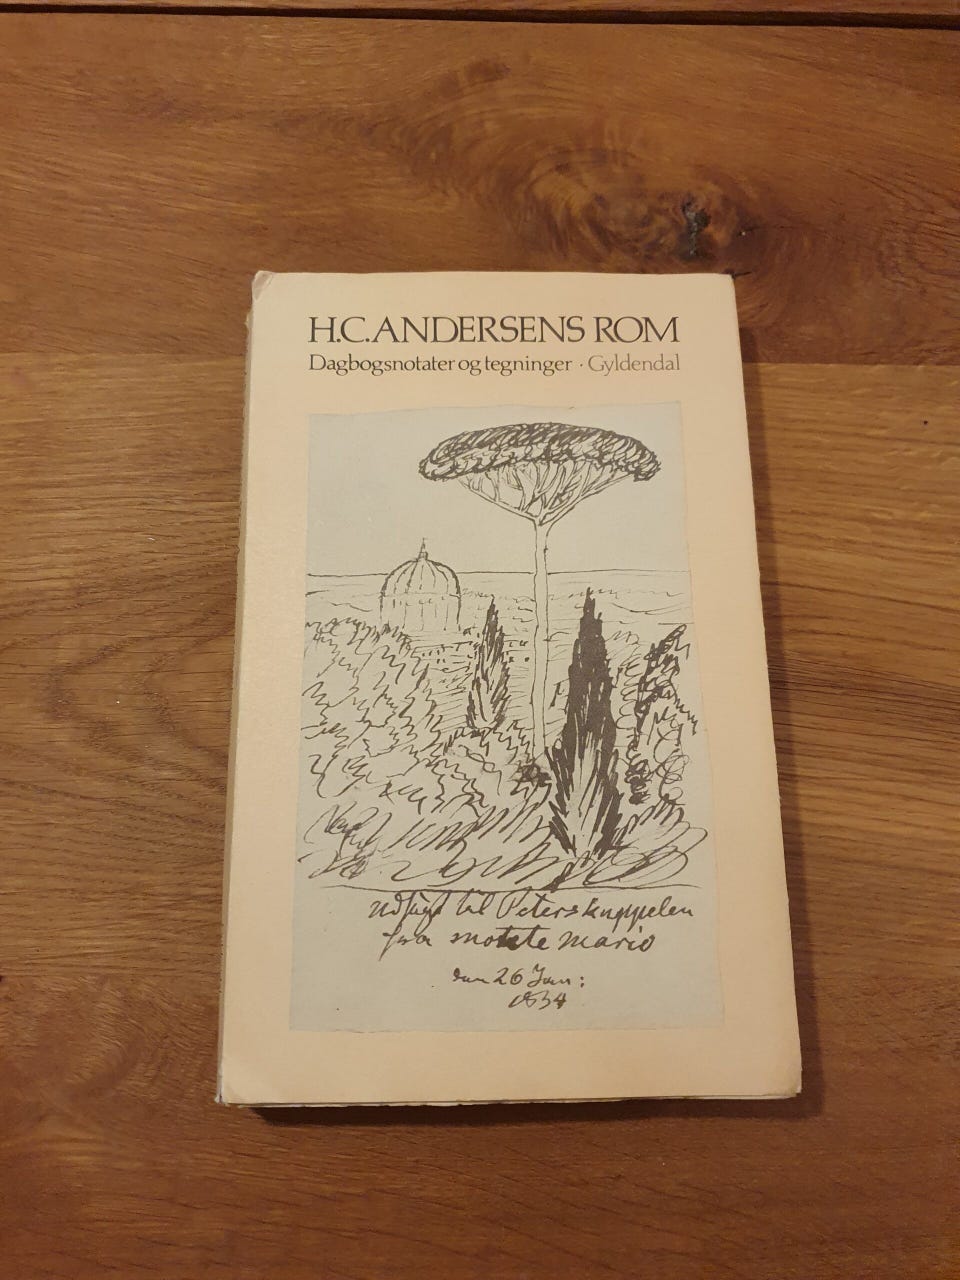 H.C. ANDERSENS ROM
Dagbogsnotater og tegninger · Gyldendal
Udsigt til Peterskuppelen
fra monte mario
den 26 Jan:
1834